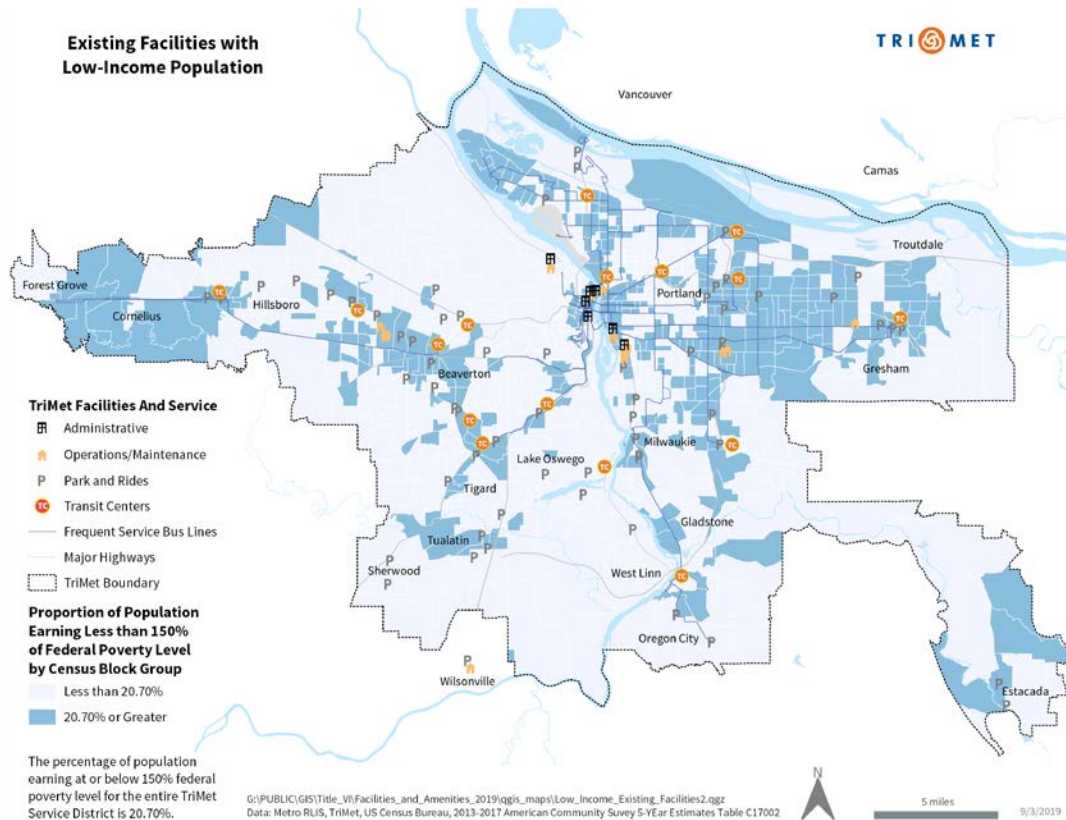 Existing Facilities with
Low-Income Population
TRI MET
Vancouver
Camas
Troutdale
Forest Grove
Cornelius
Hillsboro
Portland
Gresham
Beaverton
Milwaukie
Lake Oswego
Tigard
Gladstone
Tualatin
Sherwood
West Linn
Oregon City
Wilsonville
Estacada
TriMet Facilities And Service
Administrative
Operations/Maintenance
P Park and Rides
TC Transit Centers
Frequent Service Bus Lines
Major Highways
TriMet Boundary
Proportion of Population
Earning Less than 150%
of Federal Poverty Level
by Census Block Group
Less than 20.70%
20.70% or Greater
The percentage of population
earning at or below 150% federal
poverty level for the entire TriMet
Service District is 20.70%.
G:\PUBLIC\GIS\Title_VI\Facilities_and_Amenities_2019\qgis_maps\Low_Income_Existing_Facilities2.qgz
Data: Metro RLIS, TriMet, US Census Bureau, 2013-2017 American Community Suvey 5-YEar Estimates Table C17002
N
5 miles
9/3/2019